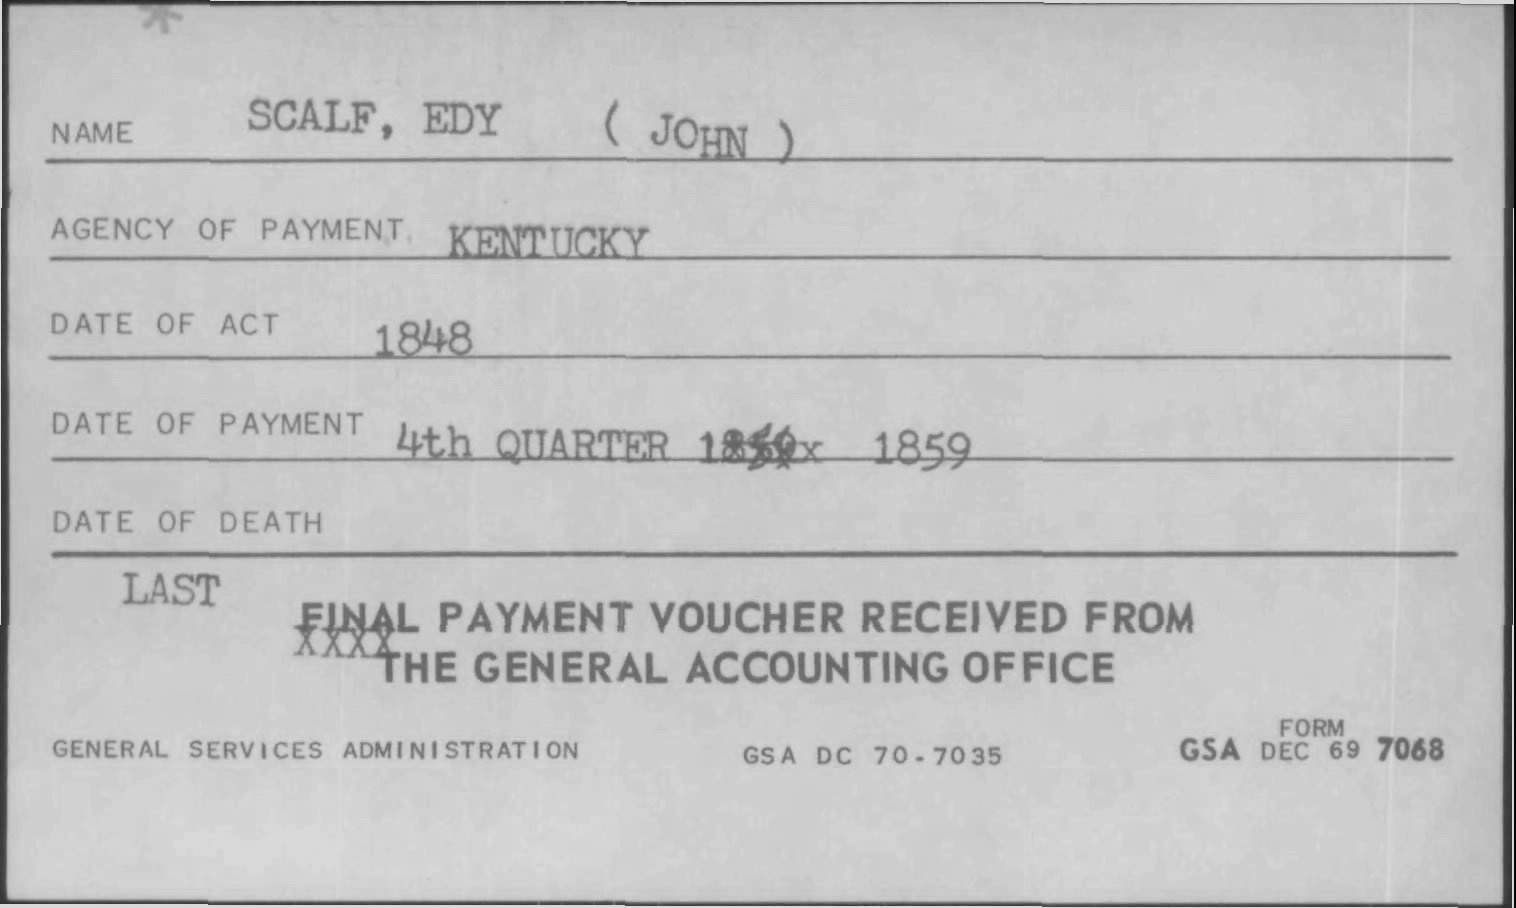 *
NAME SCALF, EDY ( JOHN )
AGENCY OF PAYMENT KENTUCKY
DATE OF ACT 1848
DATE OF PAYMENT 4th QUARTER 1859
DATE OF DEATH
LAST
FINAL PAYMENT VOUCHER RECEIVED FROM
XXXX
THE GENERAL ACCOUNTING OFFICE
GENERAL SERVICES ADMINISTRATION GSA DC 70-7035 GSA FORM DEC 69 7068